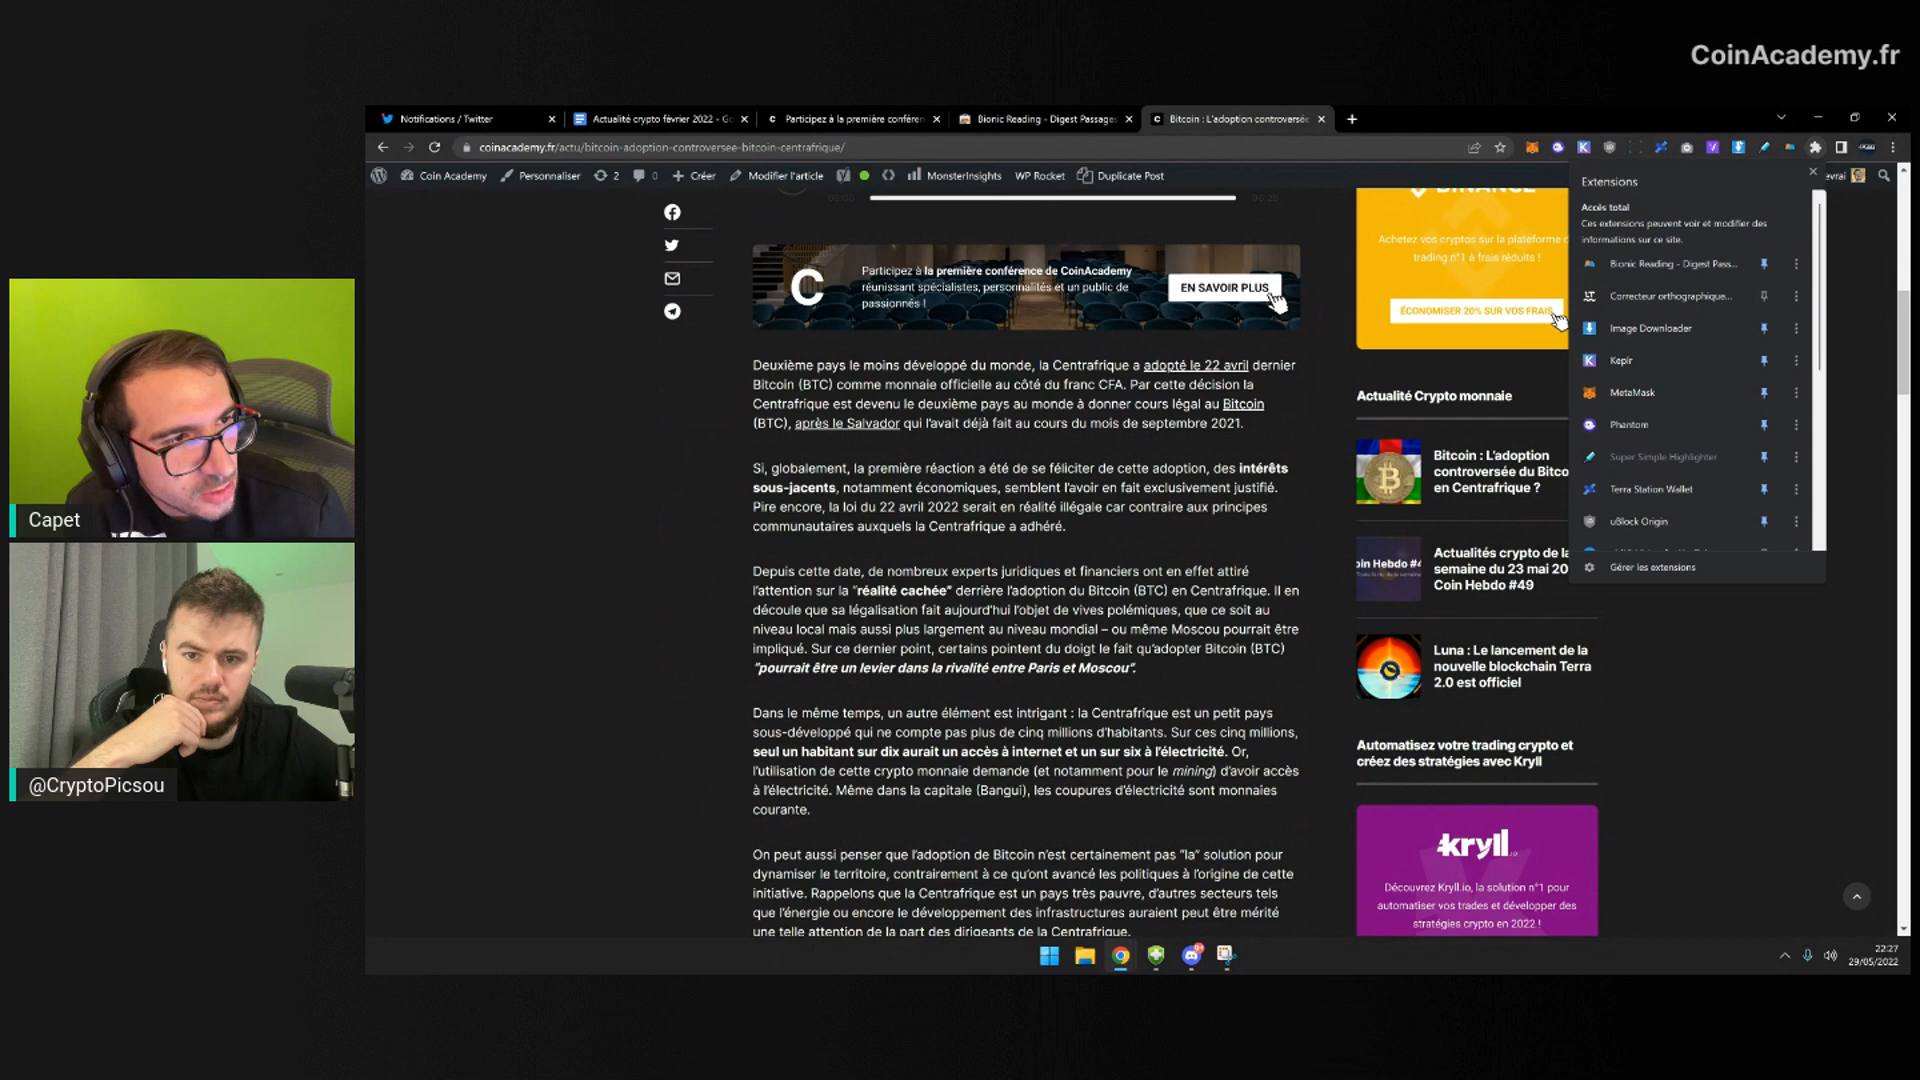 CoinAcademy.fr
Notifications / Twitter
Actualité crypto février 2022 - Go
Participez à la première conféren
Bionic Reading - Digest Passages
Bitcoin : L'adoption controversée
coinacademy.fr/actu/bitcoin-adoption-controversee-bitcoin-centrafrique/
Coin Academy
Personnaliser
2
0
Créer
Modifier l'article
MonsterInsights
WP Rocket
Duplicate Post
Participez à la première conférence de CoinAcademy
réunissant spécialistes, personnalités et un public de
passionnés !
EN SAVOIR PLUS
Deuxième pays le moins développé du monde, la Centrafrique a adopté le 22 avril dernier
Bitcoin (BTC) comme monnaie officielle au côté du franc CFA. Par cette décision la
Centrafrique est devenu le deuxième pays au monde à donner cours légal au Bitcoin
(BTC), après le Salvador qui l'avait déjà fait au cours du mois de septembre 2021.
Si, globalement, la première réaction a été de se féliciter de cette adoption, des intérêts
sous-jacents, notamment économiques, semblent l'avoir en fait exclusivement justifié.
Pire encore, la loi du 22 avril 2022 serait en réalité illégale car contraire aux principes
communautaires auxquels la Centrafrique a adhéré.
Depuis cette date, de nombreux experts juridiques et financiers ont en effet attiré
l'attention sur la "réalité cachée" derrière l'adoption du Bitcoin (BTC) en Centrafrique. Il en
découle que sa légalisation fait aujourd'hui l'objet de vives polémiques, que ce soit au
niveau local mais aussi plus largement au niveau mondial – ou même Moscou pourrait être
impliqué. Sur ce dernier point, certains pointent du doigt le fait qu'adopter Bitcoin (BTC)
"pourrait être un levier dans la rivalité entre Paris et Moscou".
Dans le même temps, un autre élément est intrigant : la Centrafrique est un petit pays
sous-développé qui ne compte pas plus de cinq millions d'habitants. Sur ces cinq millions,
seul un habitant sur dix aurait un accès à internet et un sur six à l'électricité. Or,
l'utilisation de cette crypto monnaie demande (et notamment pour le mining) d'avoir accès
à l'électricité. Même dans la capitale (Bangui), les coupures d'électricité sont monnaies
courante.
On peut aussi penser que l'adoption de Bitcoin n'est certainement pas "la" solution pour
dynamiser le territoire, contrairement à ce qu'ont avancé les politiques à l'origine de cette
initiative. Rappelons que la Centrafrique est un pays très pauvre, d'autres secteurs tels
que l'énergie ou encore le développement des infrastructures auraient peut être mérité
une telle attention de la part des dirigeants de la Centrafrique.
BINANCE
Achetez vos cryptos sur la plateforme
trading n°1 à frais réduits !
ÉCONOMISER 20% SUR VOS FRAIS
Actualité Crypto monnaie
Bitcoin : L'adoption
controversée du Bitco
en Centrafrique ?
oin Hebdo #4
Actualités crypto de la
semaine du 23 mai 20
Coin Hebdo #49
Luna : Le lancement de la
nouvelle blockchain Terra
2.0 est officiel
Automatisez votre trading crypto et
créez des stratégies avec Kryll
kryll.io
Découvrez Kryll.io, la solution n°1 pour
automatiser vos trades et développer des
stratégies crypto en 2022 !
Extensions
Accès total
Ces extensions peuvent voir et modifier des
informations sur ce site.
Bionic Reading - Digest Pass...
Correcteur orthographique...
Image Downloader
Keplr
MetaMask
Phantom
Super Simple Highlighter
Terra Station Wallet
uBlock Origin
Gérer les extensions
Capet
@CryptoPicsou
22:27
29/05/2022